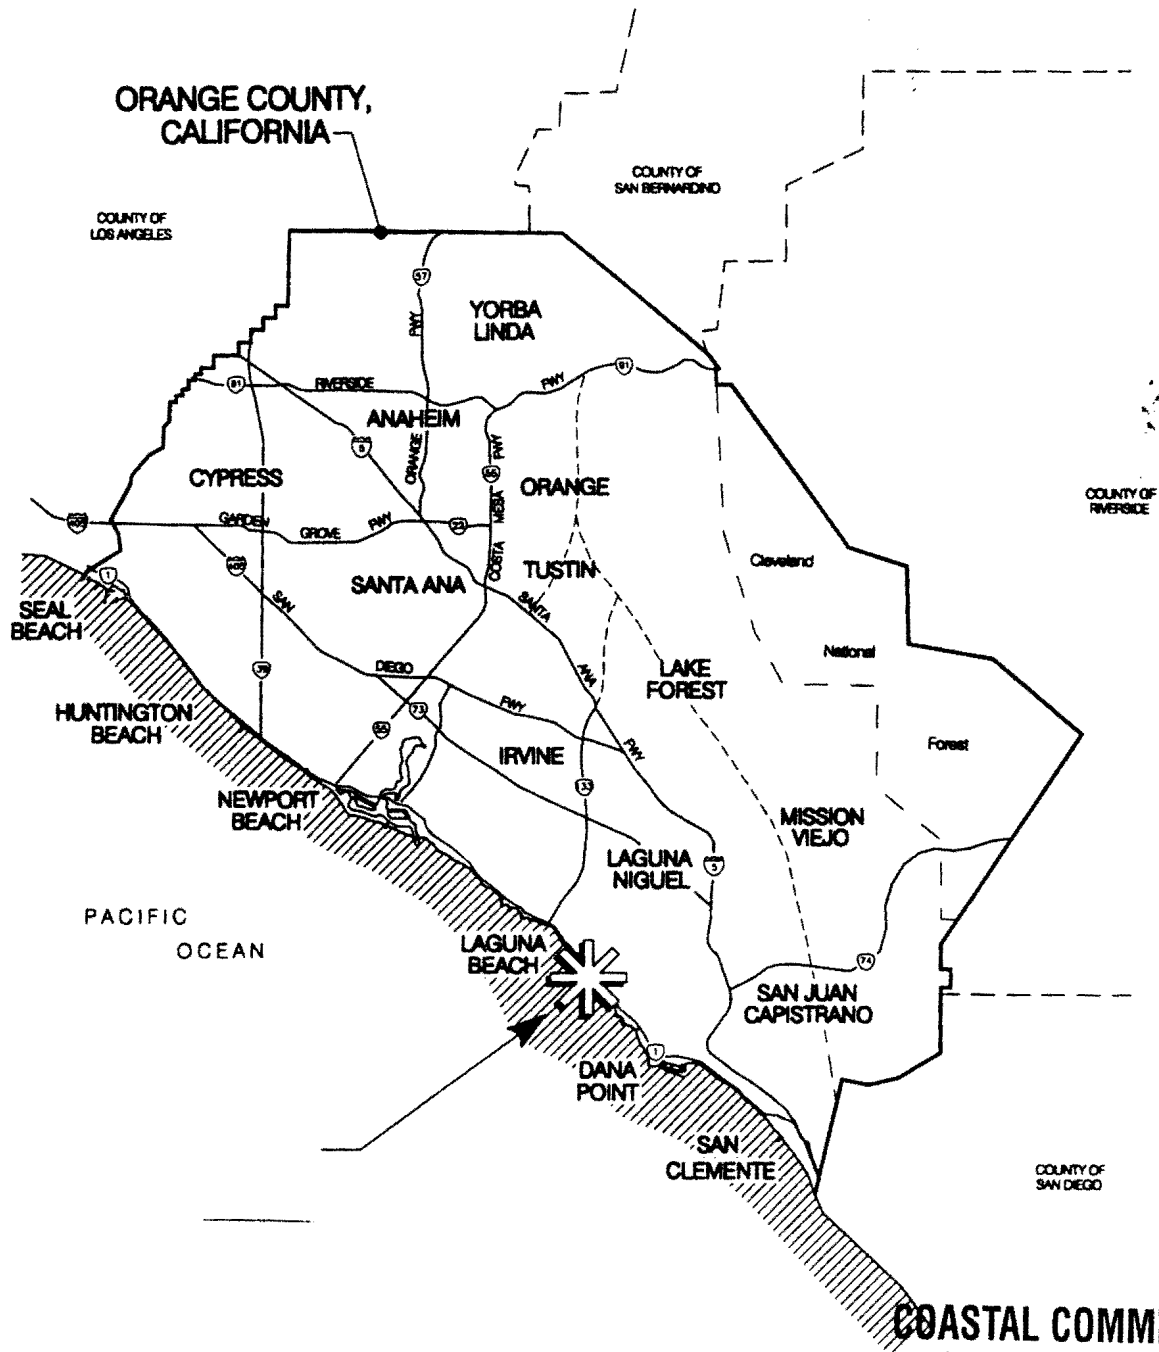 ORANGE COUNTY,
CALIFORNIA
COUNTY OF
SAN BERNARDINO
COUNTY OF
LOS ANGELES
57
FWY
YORBA
LINDA
91
RIVERSIDE
FWY
91
ANAHEIM
5
ORANGE
FWY
55
MESA
COSTA
CYPRESS
ORANGE
COUNTY OF
RIVERSIDE
GARDEN
GROVE
FWY
22
Cleveland
1
405
SAN
SANTA ANA
TUSTIN
SANTA
SEAL
BEACH
National
39
DIEGO
ANA
LAKE
FOREST
HUNTINGTON
BEACH
73
FWY
55
IRVINE
FWY
Forest
133
NEWPORT
BEACH
MISSION
VIEJO
LAGUNA
NIGUEL
5
PACIFIC
OCEAN
LAGUNA
BEACH
74
SAN JUAN
CAPISTRANO
1
DANA
POINT
SAN
CLEMENTE
COUNTY OF
SAN DIEGO
COASTAL COMM